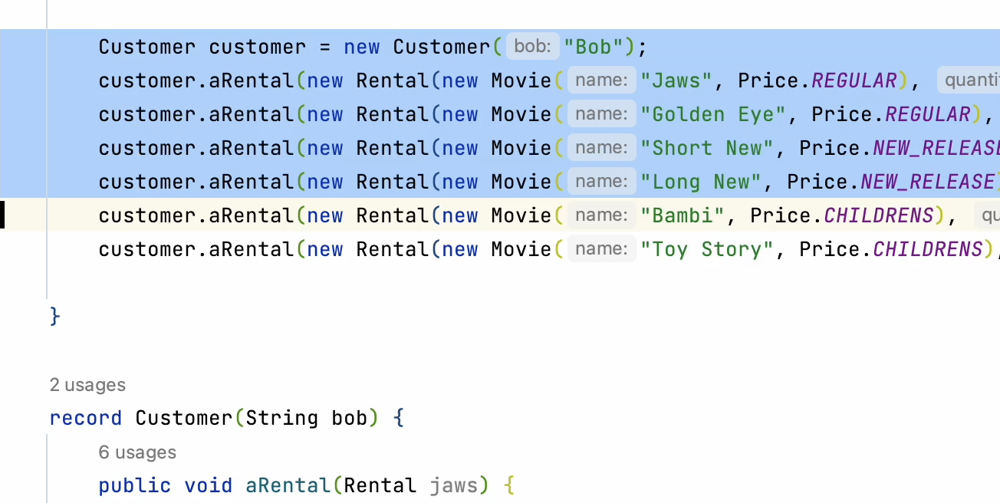 Customer customer = new Customer( bob: "Bob");
customer.aRental(new Rental(new Movie( name: "Jaws", Price.REGULAR), quanti
customer.aRental(new Rental(new Movie( name: "Golden Eye", Price.REGULAR),
customer.aRental(new Rental(new Movie( name: "Short New", Price.NEW_RELEASE
customer.aRental(new Rental(new Movie( name: "Long New", Price.NEW_RELEASE)
customer.aRental(new Rental(new Movie( name: "Bambi", Price.CHILDRENS), qu
customer.aRental(new Rental(new Movie( name: "Toy Story", Price.CHILDRENS),
}
2 usages
record Customer(String bob) {
6 usages
public void aRental(Rental jaws) {